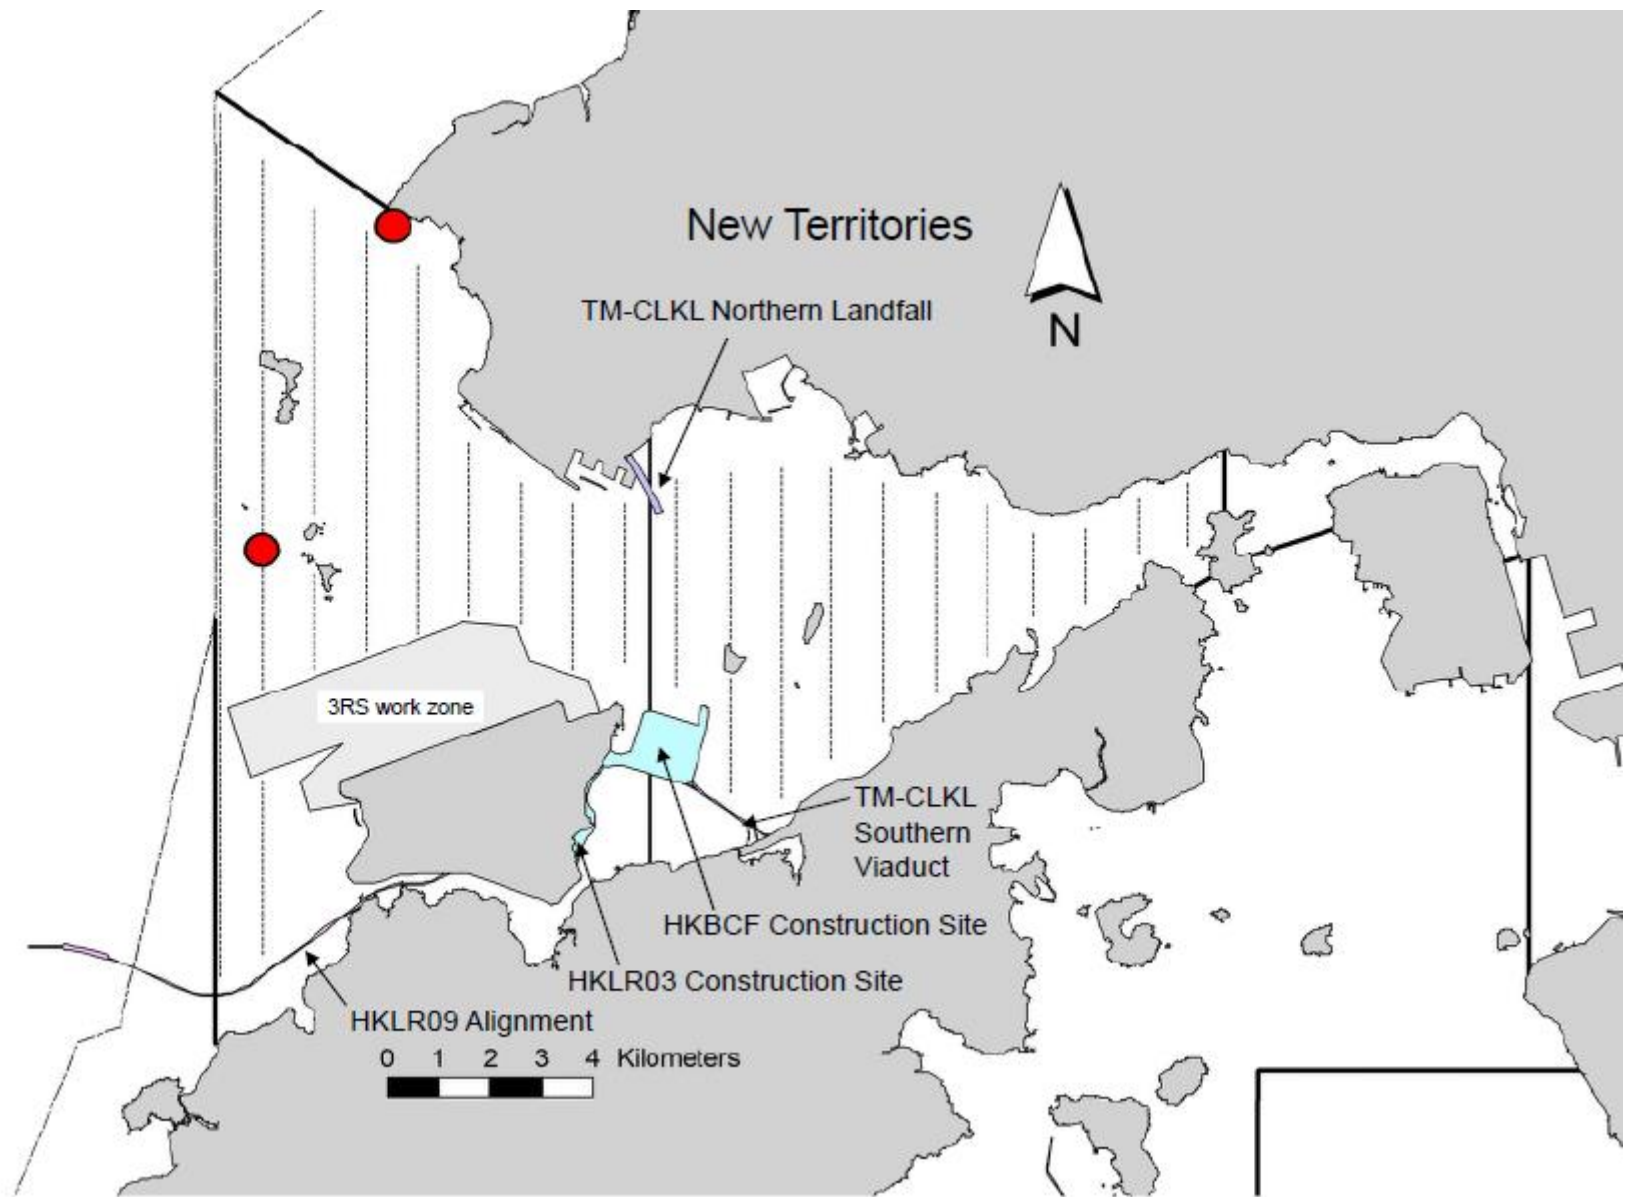 New Territories
TM-CLKL Northern Landfall
N
3RS work zone
TM-CLKL
Southern
Viaduct
HKBCF Construction Site
HKLR03 Construction Site
HKLR09 Alignment
0 1 2 3 4 Kilometers